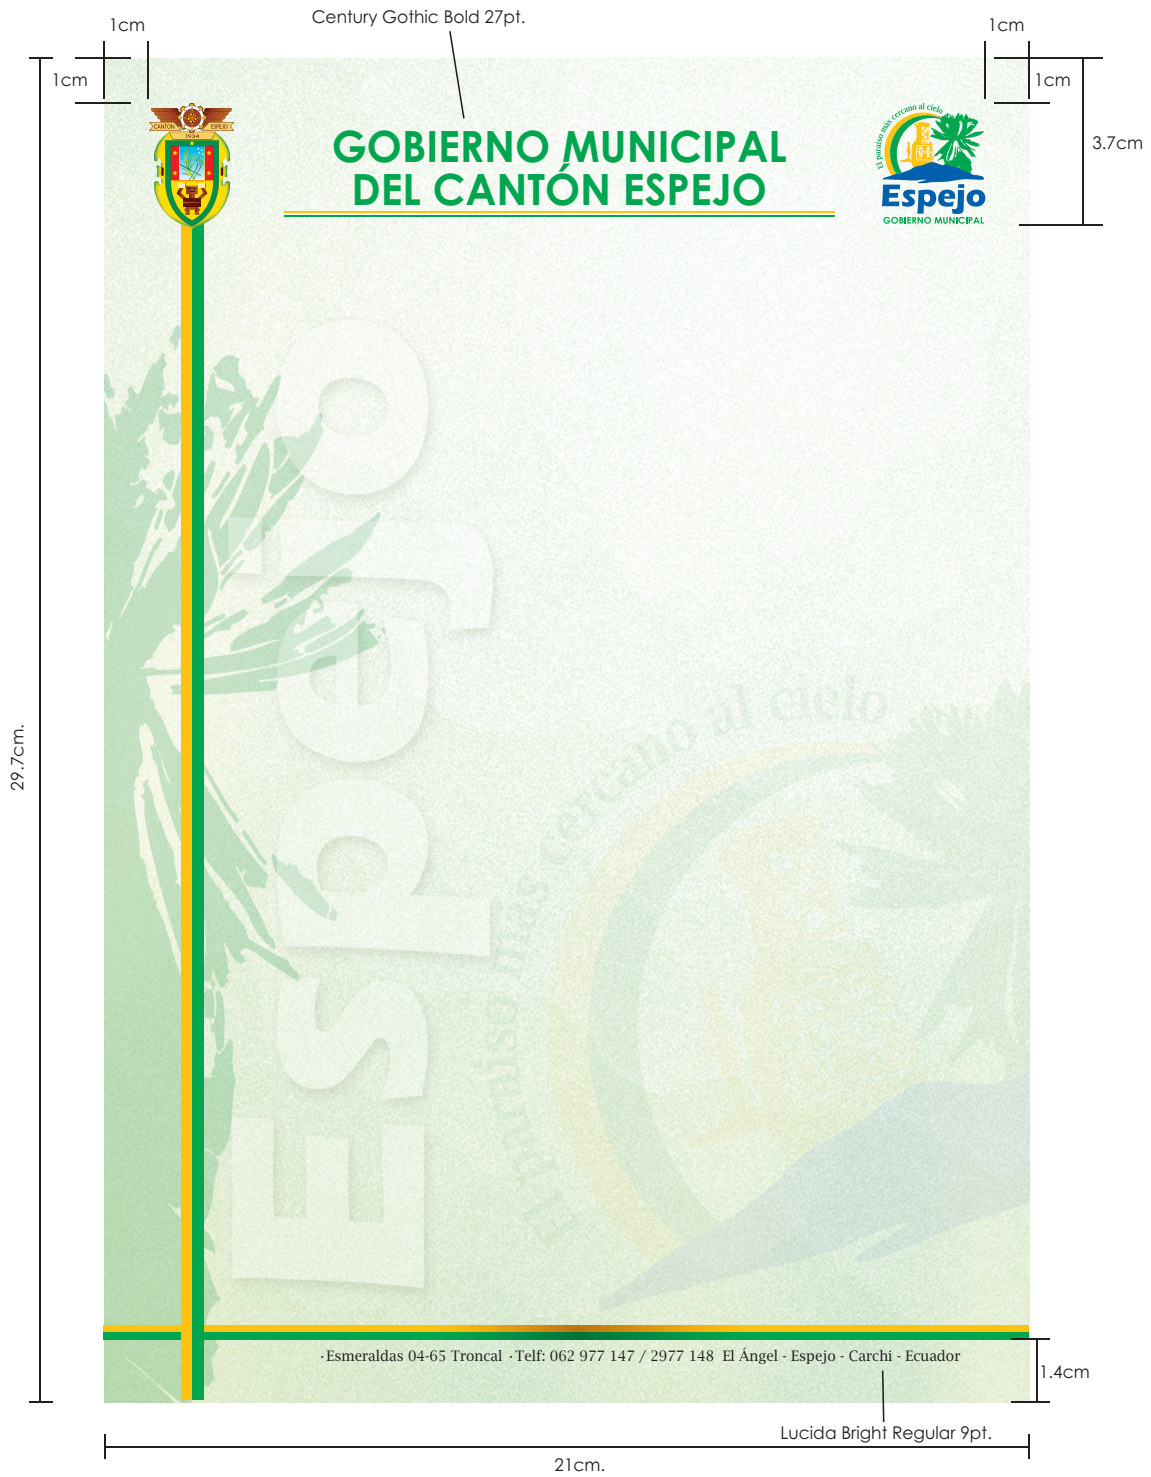 Century Gothic Bold 27pt.
1cm
1cm
1cm
1cm
3.7cm
CANTON ESPEJO
1934
GOBIERNO MUNICIPAL
DEL CANTÓN ESPEJO
El paraíso más cercano al cielo
Espejo
GOBIERNO MUNICIPAL
Espejo
El paraíso más cercano al cielo
29.7cm.
·Esmeraldas 04-65 Troncal ·Telf: 062 977 147 / 2977 148 El Ángel - Espejo - Carchi - Ecuador
1.4cm
Lucida Bright Regular 9pt.
21cm.